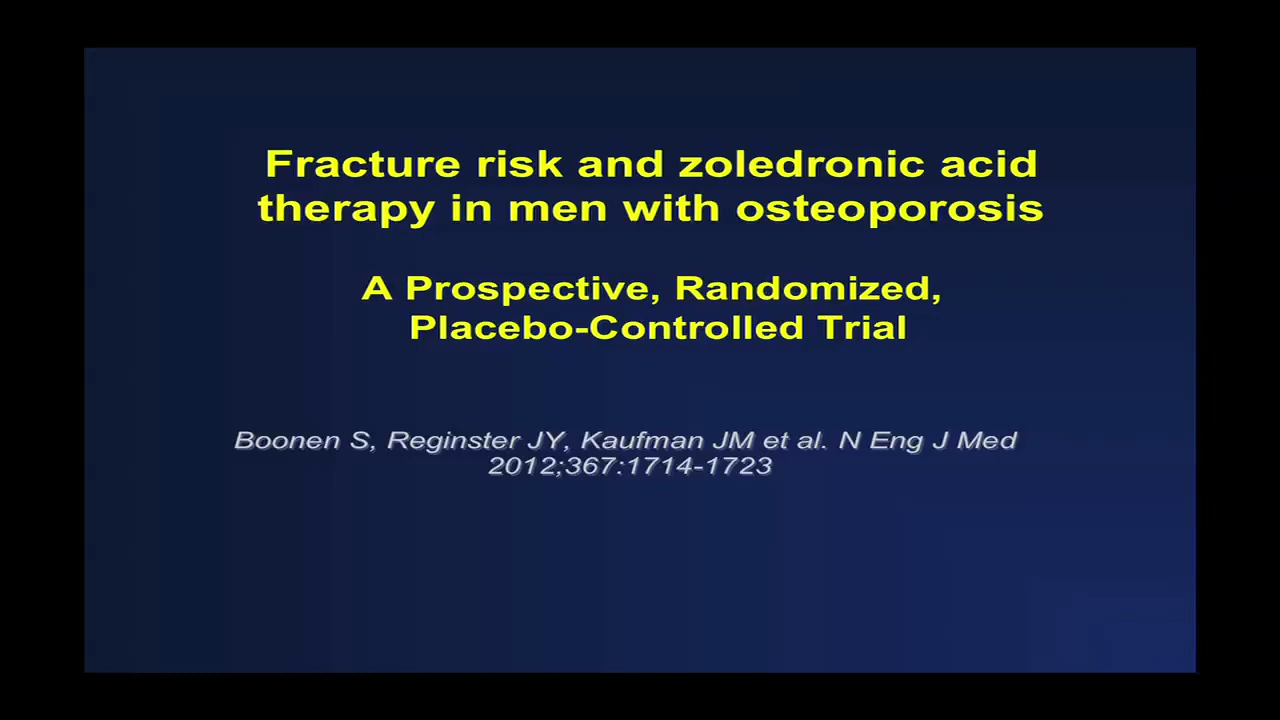 Fracture risk and zoledronic acid
therapy in men with osteoporosis
A Prospective, Randomized,
Placebo-Controlled Trial
Boonen S, Reginster JY, Kaufman JM et al. N Eng J Med
2012;367:1714-1723